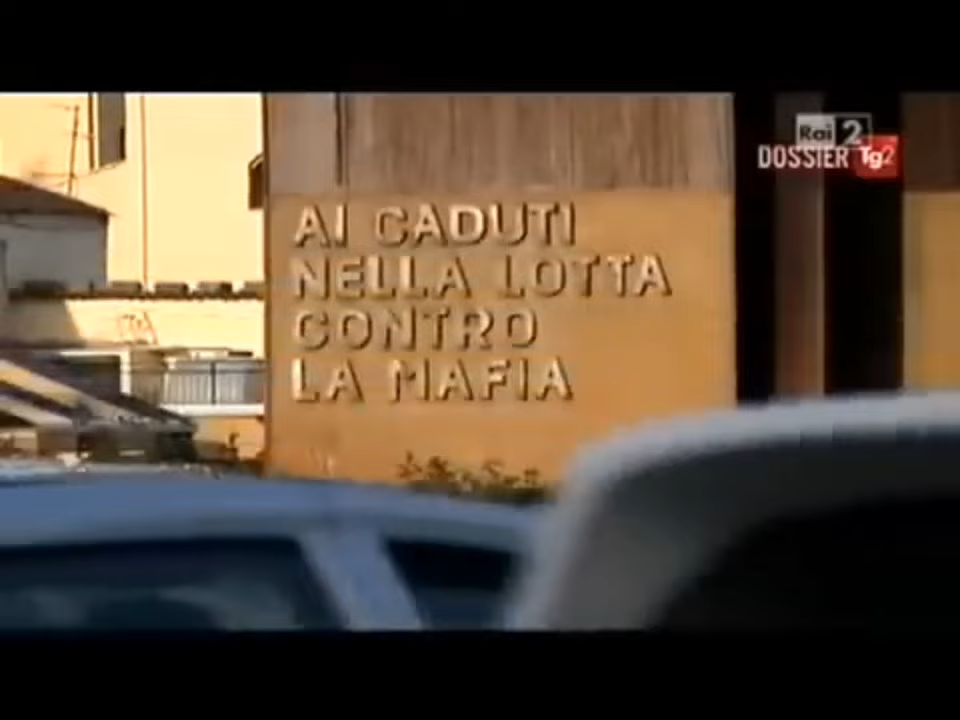 Rai 2
DOSSIER Tg2
AI CADUTI
NELLA LOTTA
CONTRO
LA MAFIA